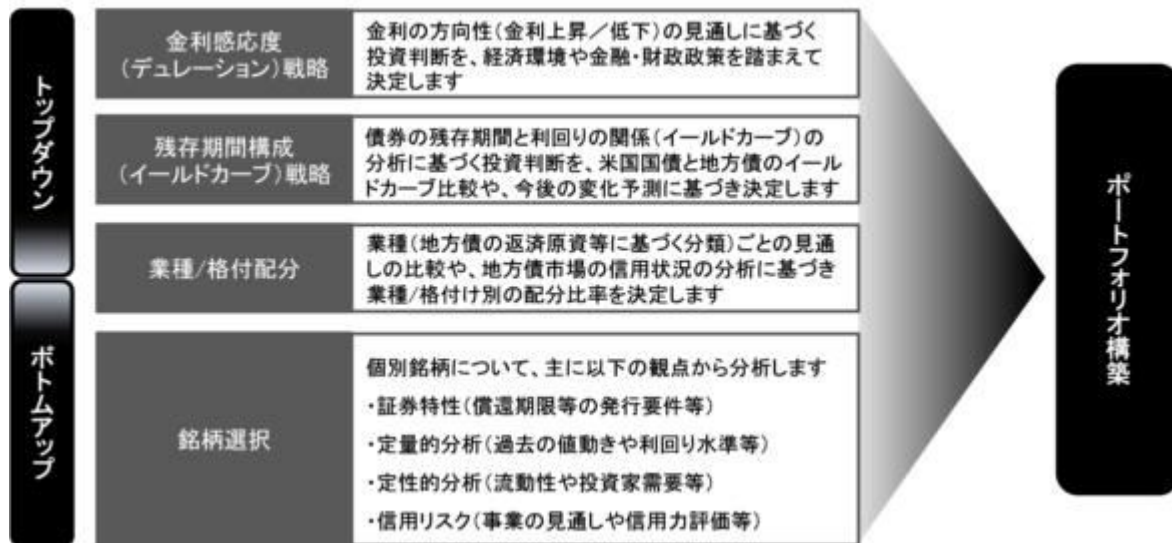 トップダウン
金利感応度
(デュレーション)戦略
金利の方向性(金利上昇／低下)の見通しに基づく
投資判断を、経済環境や金融・財政政策を踏まえて
決定します
残存期間構成
(イールドカーブ)戦略
債券の残存期間と利回りの関係(イールドカーブ)の
分析に基づく投資判断を、米国国債と地方債のイール
ドカーブ比較や、今後の変化予測に基づき決定します
業種/格付配分
業種(地方債の返済原資等に基づく分類)ごとの見通
しの比較や、地方債市場の信用状況の分析に基づき
業種/格付け別の配分比率を決定します
ボトムアップ
銘柄選択
個別銘柄について、主に以下の観点から分析します
・証券特性(償還期限等の発行要件等)
・定量的分析(過去の値動きや利回り水準等)
・定性的分析(流動性や投資家需要等)
・信用リスク(事業の見通しや信用力評価等)
ポートフォリオ構築